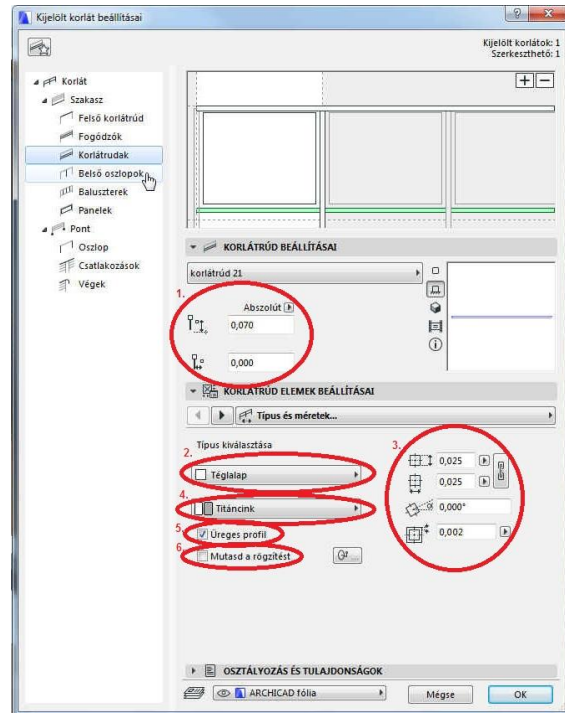 Kijelölt korlát beállításai
Kijelölt korlátok: 1
Szerkeszthető: 1
Korlát
Szakasz
Felső korlátrúd
Fogódzók
Korlátrudak
Belső oszlopok
Baluszterek
Panelek
Pont
Oszlop
Csatlakozások
Végek
KORLÁTRÚD BEÁLLÍTÁSAI
korlátrúd 21
1.
Abszolút
0,070
0,000
KORLÁTRÚD ELEMEK BEÁLLÍTÁSAI
Típus és méretek...
Típus kiválasztása
2.
Téglalap
3.
0,025
0,025
0,000°
0,002
4.
Titáncink
5.
Üreges profil
6.
Mutasd a rögzítést
OSZTÁLYOZÁS ÉS TULAJDONSÁGOK
ARCHICAD fólia
Mégse
OK